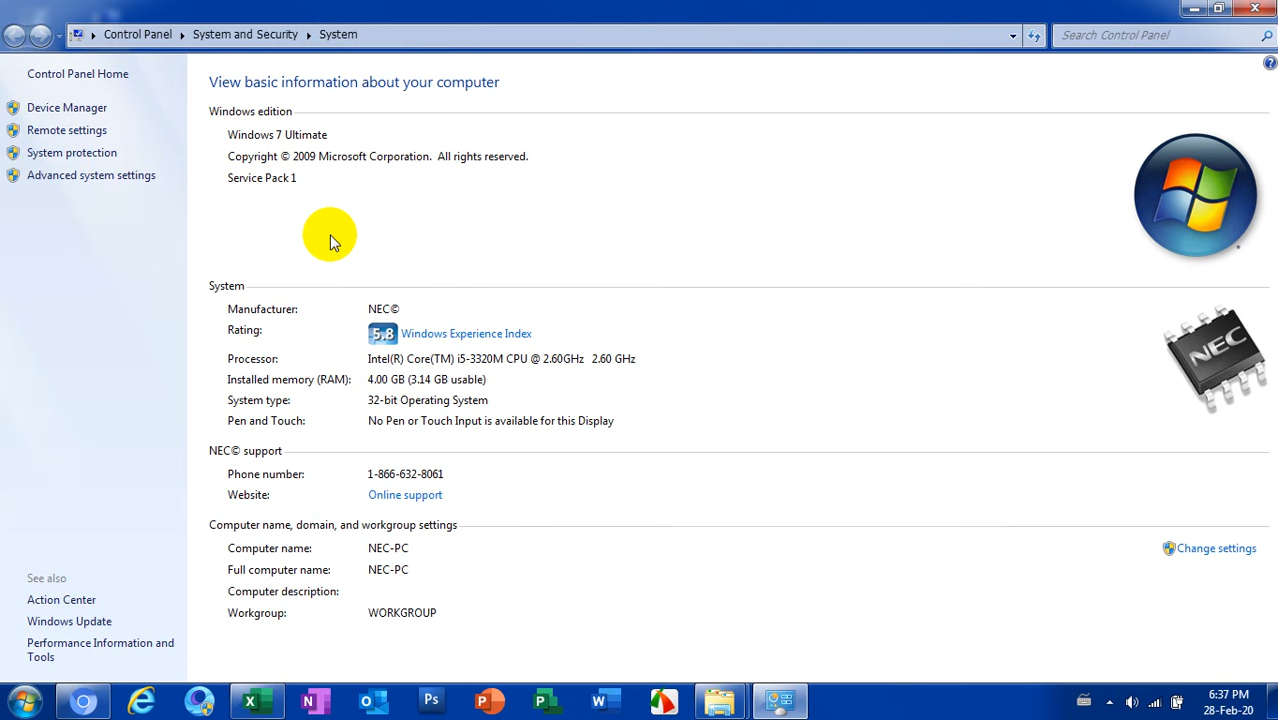 Control Panel
System and Security
System
Search Control Panel
Control Panel Home
Device Manager
Remote settings
System protection
Advanced system settings
View basic information about your computer
Windows edition
Windows 7 Ultimate
Copyright © 2009 Microsoft Corporation. All rights reserved.
Service Pack 1
System
Manufacturer: NEC©
Rating: 5.8 Windows Experience Index
Processor: Intel(R) Core(TM) i5-3320M CPU @ 2.60GHz 2.60 GHz
Installed memory (RAM): 4.00 GB (3.14 GB usable)
System type: 32-bit Operating System
Pen and Touch: No Pen or Touch Input is available for this Display
NEC
NEC© support
Phone number: 1-866-632-8061
Website: Online support
Computer name, domain, and workgroup settings
Computer name: NEC-PC
Change settings
Full computer name: NEC-PC
Computer description:
Workgroup: WORKGROUP
See also
Action Center
Windows Update
Performance Information and
Tools
6:37 PM
28-Feb-20